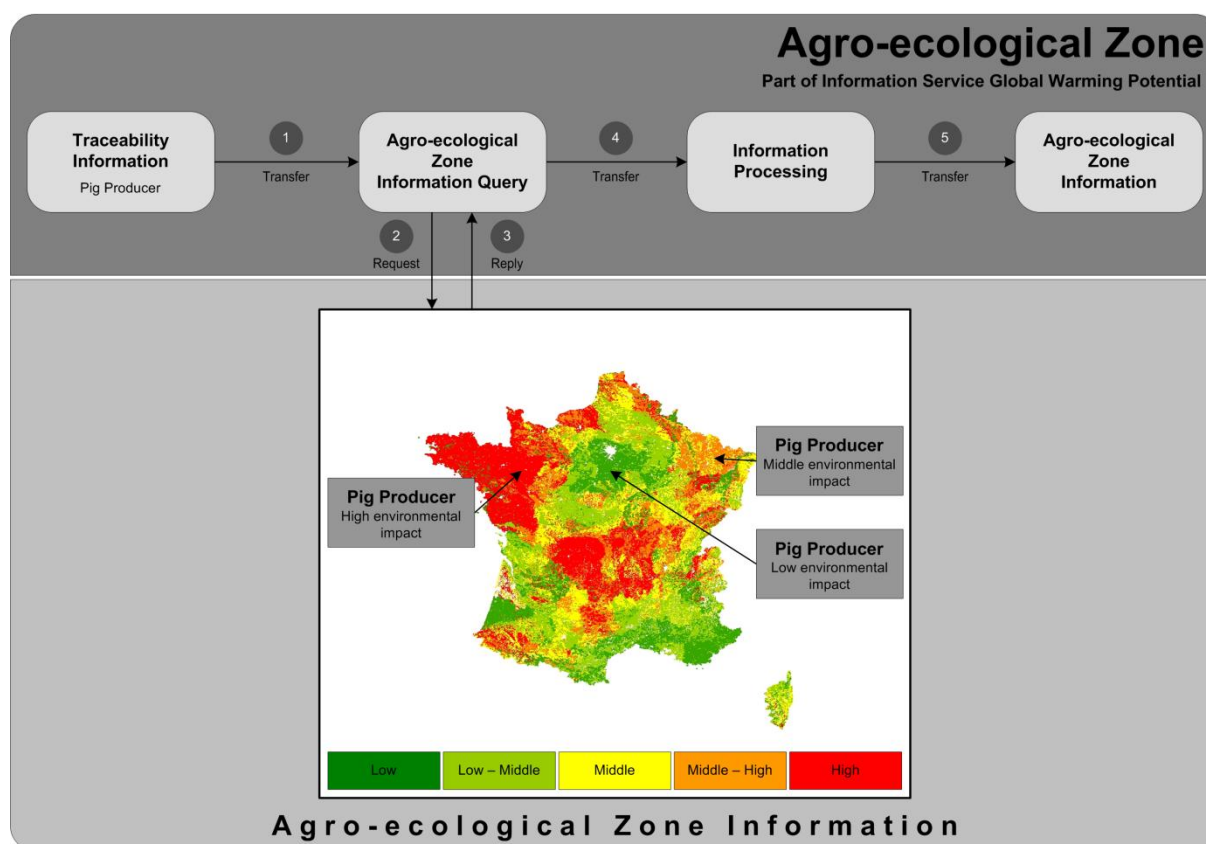 Agro-ecological Zone
Part of Information Service Global Warming Potential
Traceability
Information
Pig Producer
1
Transfer
Agro-ecological
Zone
Information Query
4
Transfer
Information
Processing
5
Transfer
Agro-ecological
Zone
Information
2
Request
3
Reply
Pig Producer
High environmental
impact
Pig Producer
Middle environmental
impact
Pig Producer
Low environmental
impact
Low
Low – Middle
Middle
Middle – High
High
Agro-ecological Zone Information